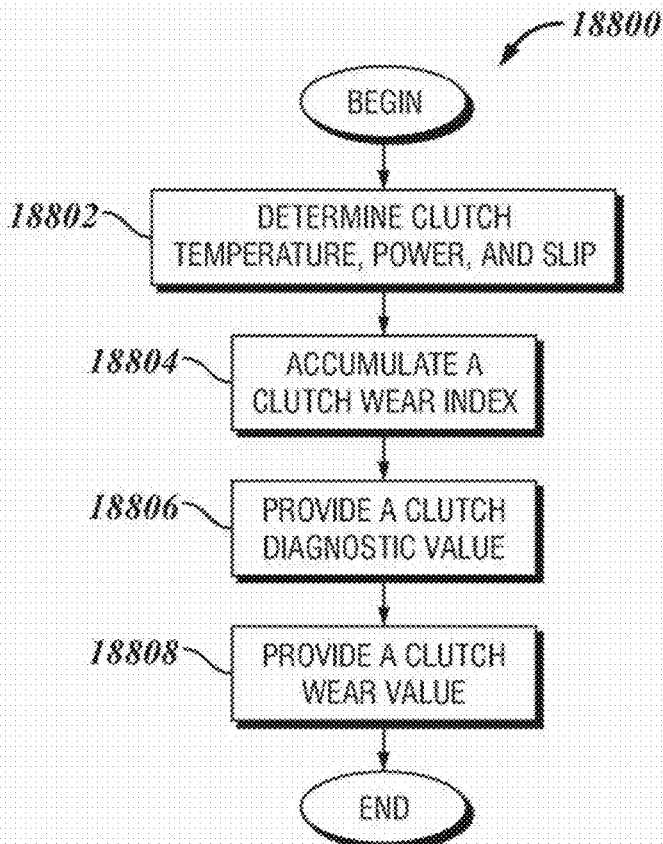 18800
BEGIN
18802
DETERMINE CLUTCH
TEMPERATURE, POWER, AND SLIP
18804
ACCUMULATE A
CLUTCH WEAR INDEX
18806
PROVIDE A CLUTCH
DIAGNOSTIC VALUE
18808
PROVIDE A CLUTCH
WEAR VALUE
END